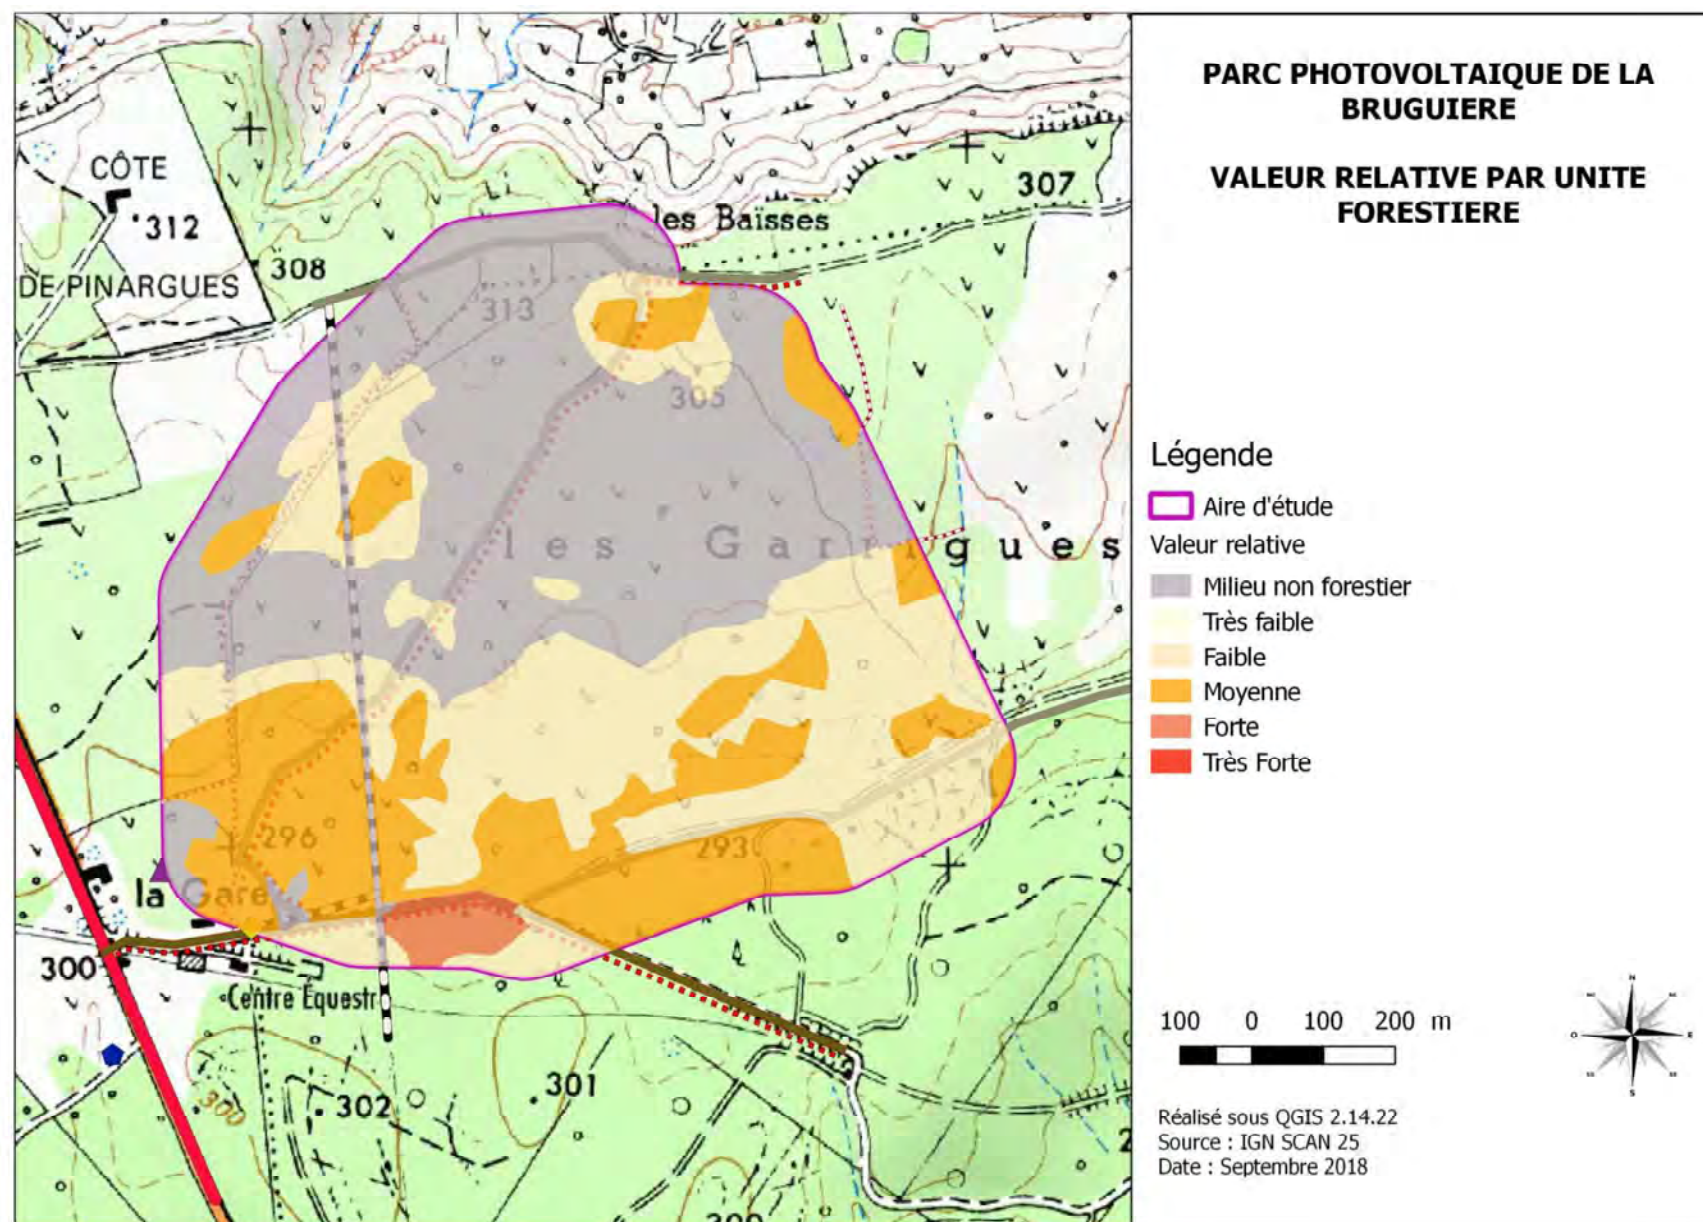 PARC PHOTOVOLTAIQUE DE LA
BRUGUIERE
VALEUR RELATIVE PAR UNITE
FORESTIERE
CÔTE
312
DE PINARGUES
308
307
les Baïsses
313
305
les Garrigues
296
293
la Gare
300
Centre Equestr
300
302
301
Légende
Aire d'étude
Valeur relative
Milieu non forestier
Très faible
Faible
Moyenne
Forte
Très Forte
100 0 100 200 m
Réalisé sous QGIS 2.14.22
Source : IGN SCAN 25
Date : Septembre 2018
N
E
S
O